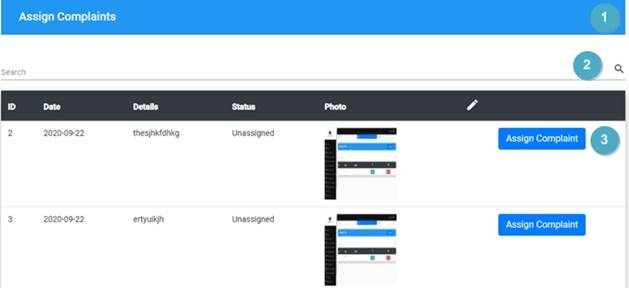 Assign Complaints 1
2
Search
ID Date Details Status Photo
2 2020-09-22 thesjhkfdhkg Unassigned Assign Complaint 3
3 2020-09-22 ertyuikjh Unassigned Assign Complaint